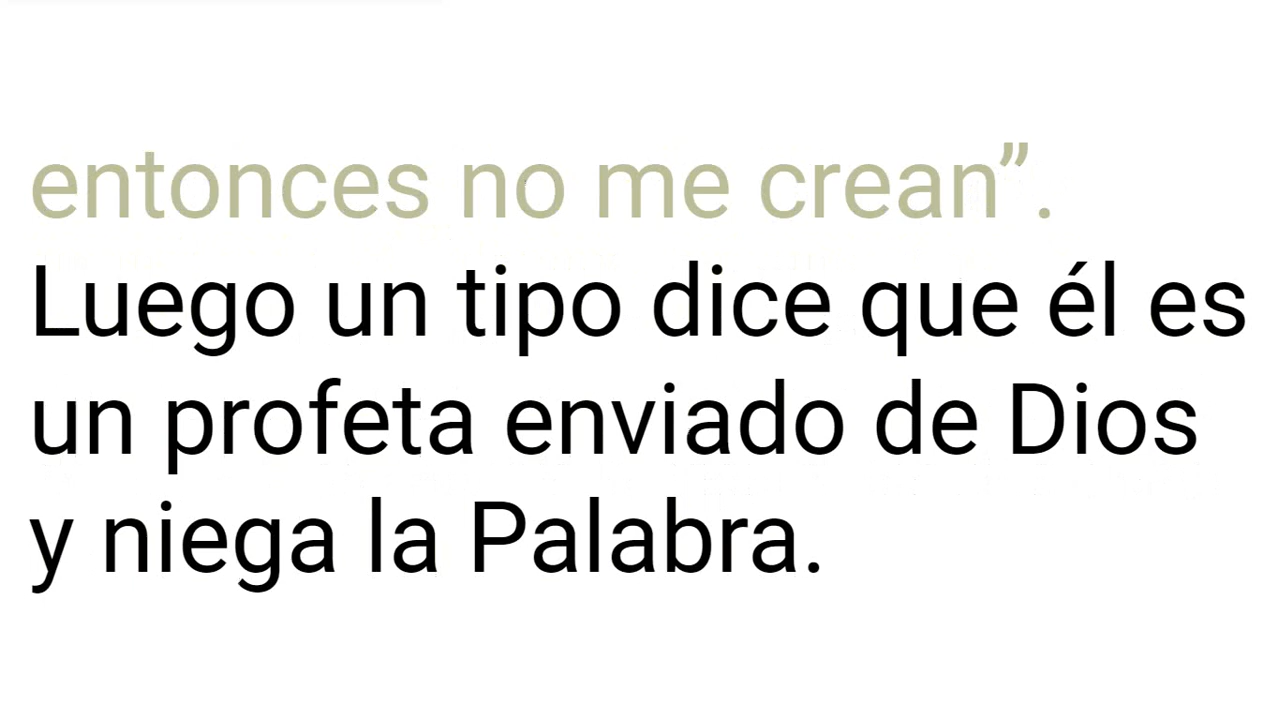 entonces no me crean”.
Luego un tipo dice que él es
un profeta enviado de Dios
y niega la Palabra.